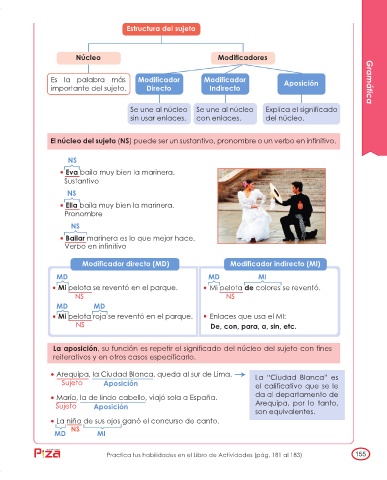 Estructura del sujeto
Núcleo
Modificadores
Es la palabra más
importante del sujeto.
Modificador
Directo
Modificador
Indirecto
Aposición
Se une al núcleo
sin usar enlaces.
Se une al núcleo
con enlaces.
Explica el significado
del núcleo.
Gramática
El núcleo del sujeto (NS) puede ser un sustantivo, pronombre o un verbo en infinitivo.
NS
• Eva baila muy bien la marinera.
Sustantivo
NS
• Ella baila muy bien la marinera.
Pronombre
NS
• Bailar marinera es lo que mejor hace.
Verbo en infinitivo
Modificador directo (MD)
MD
• Mi pelota se reventó en el parque.
NS
MD MD
• Mi pelota roja se reventó en el parque.
NS
Modificador indirecto (MI)
MD MI
• Mi pelota de colores se reventó.
NS
• Enlaces que usa el MI:
De, con, para, a, sin, etc.
La aposición, su función es repetir el significado del núcleo del sujeto con fines
reiterativos y en otros casos especificarlo.
• Arequipa, la Ciudad Blanca, queda al sur de Lima. →
Sujeto Aposición
• María, la de lindo cabello, viajó sola a España.
Sujeto Aposición
• La niña de sus ojos ganó el concurso de canto.
MD NS MI
La "Ciudad Blanca" es
el calificativo que se le
da al departamento de
Arequipa, por lo tanto,
son equivalentes.
Practica tus habilidades en el Libro de Actividades (pág. 181 al 183)
155